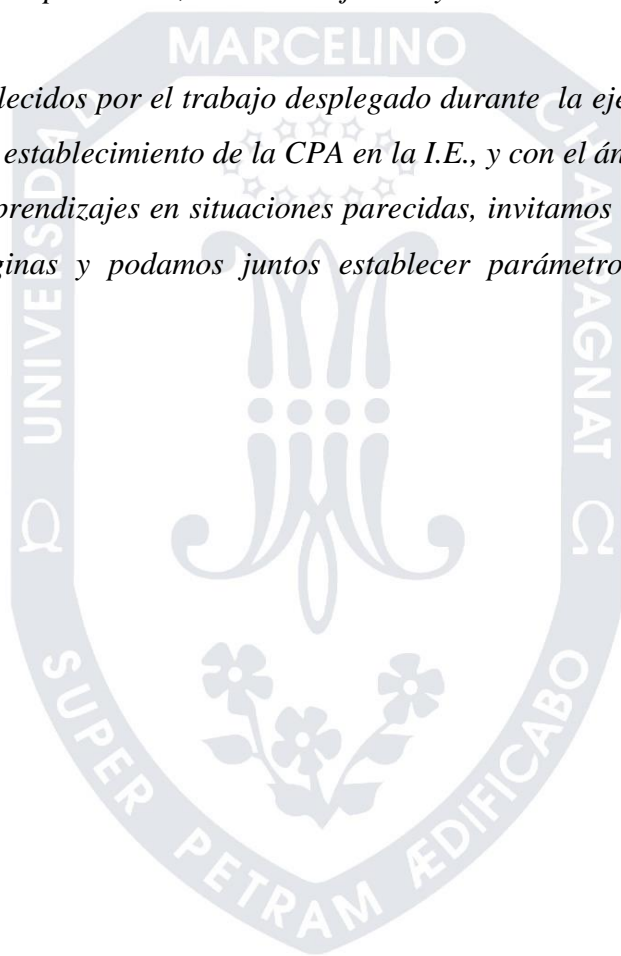 MARCELINO
lecidos por el trabajo desplegado durante la eje
establecimiento de la CPA en la I.E., y con el án
prendizajes en situaciones parecidas, invitamos
ginas y podamos juntos establecer parámetro
UNIVESIDAD
CHAMPAGNAT
SUPER PETRAM ÆDIFICABO